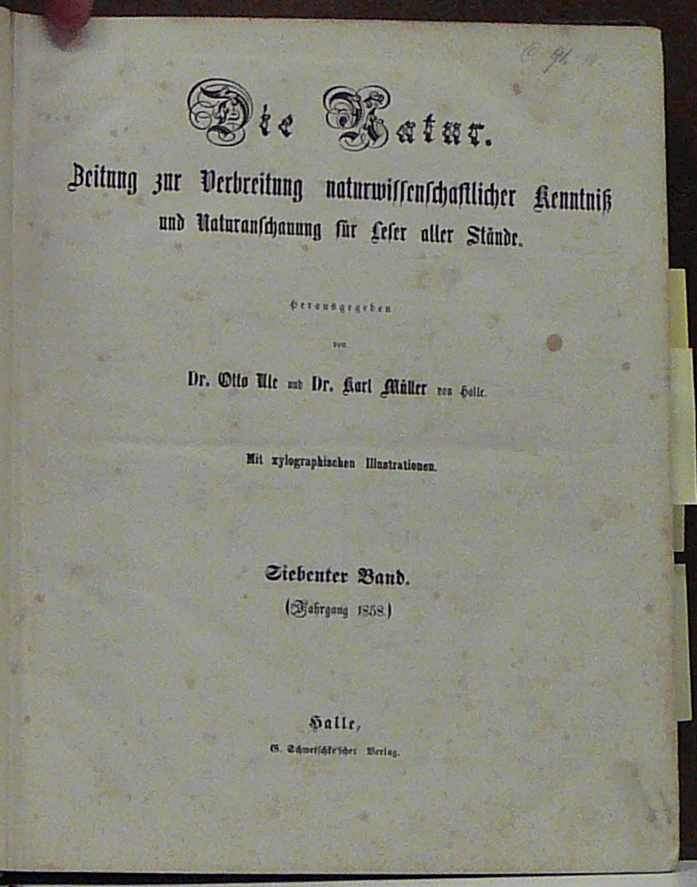 Die Natur.
Zeitung zur Verbreitung naturwissenschaftlicher Kenntniß
und Naturanschauung für Leser aller Stände.
Herausgegeben
von
Dr. Otto Ule und Dr. Karl Müller von Halle.
Mit xylographischen Illustrationen.
Siebenter Band.
(Jahrgang 1858.)
Halle,
G. Schwetschke'scher Verlag.